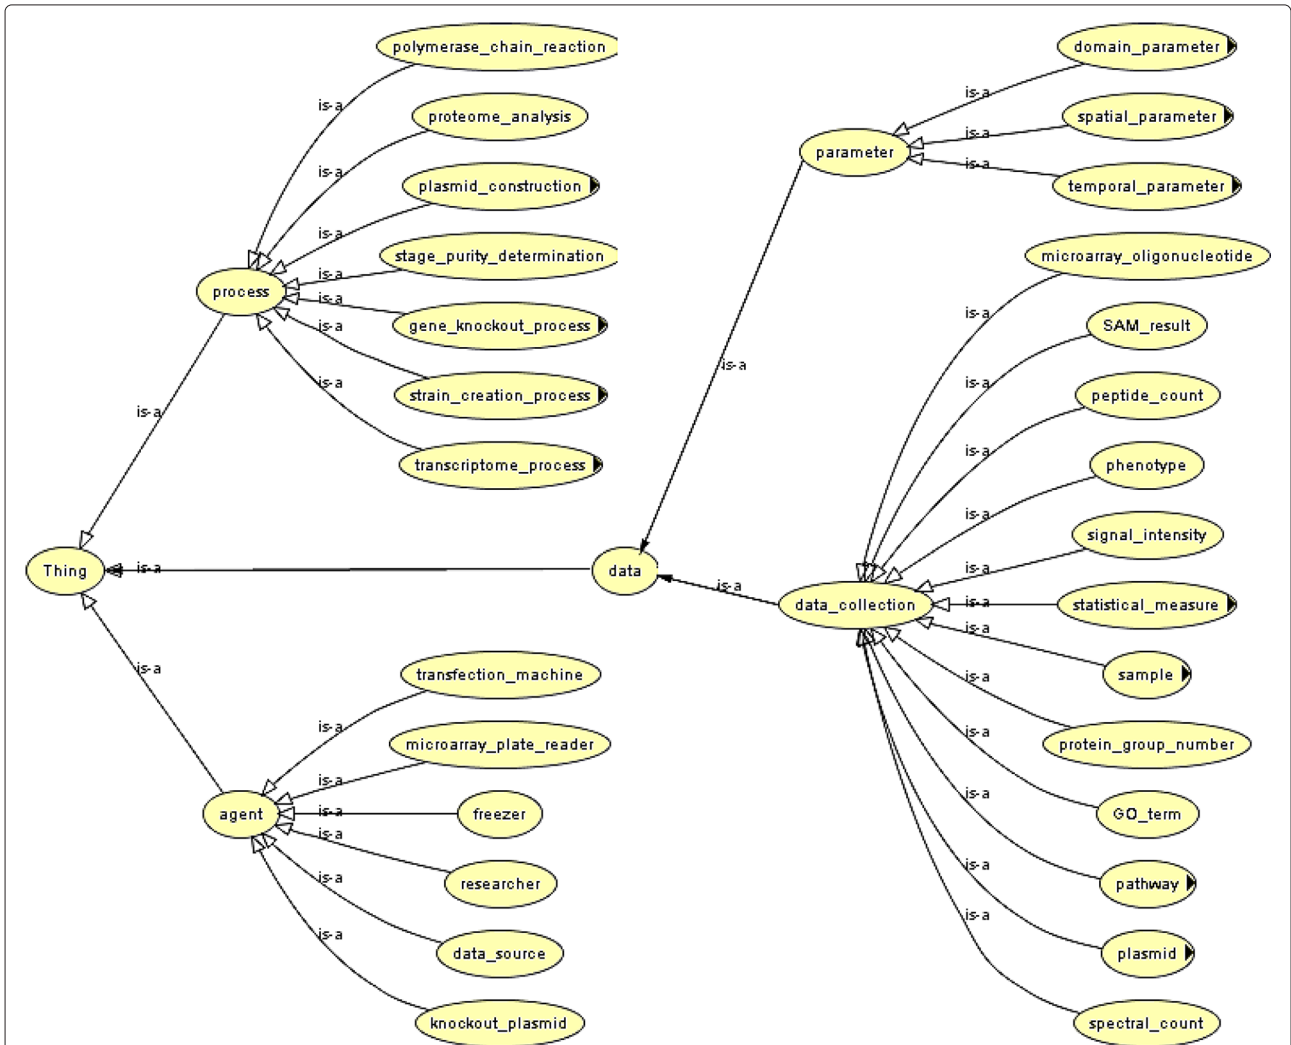 polymerase_chain_reaction
is-a
proteome_analysis
is-a
plasmid_construction
is-a
stage_purity_determination
is-a
process
gene_knockout_process
is-a
strain_creation_process
is-a
transcriptome_process
is-a
is-a
Thing
is-a
data
is-a
transfection_machine
is-a
microarray_plate_reader
is-a
agent
freezer
is-a
researcher
is-a
data_source
is-a
knockout_plasmid
is-a
domain_parameter
is-a
parameter
spatial_parameter
is-a
temporal_parameter
is-a
is-a
is-a
data_collection
microarray_oligonucleotide
is-a
SAM_result
is-a
peptide_count
is-a
phenotype
is-a
signal_intensity
is-a
statistical_measure
is-a
sample
is-a
protein_group_number
is-a
GO_term
is-a
pathway
is-a
plasmid
is-a
spectral_count
is-a